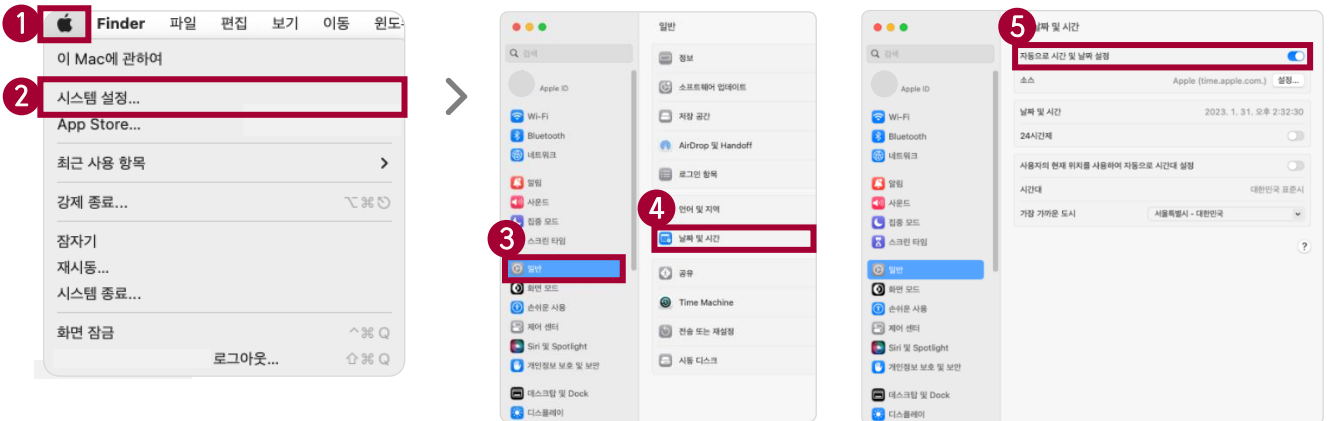 1
Finder 파일 편집 보기 이동 윈도
이 Mac에 관하여
2
시스템 설정...
App Store...
최근 사용 항목
강제 종료... ⌥⌘⎋
잠자기
재시동...
시스템 종료...
화면 잠금 ^⌘Q
로그아웃... ⇧⌘Q
일반
검색
Apple ID
Wi-Fi
Bluetooth
네트워크
알림
사운드
집중 모드
3
스크린 타임
일반
화면 모드
손쉬운 사용
제어 센터
Siri 및 Spotlight
개인정보 보호 및 보안
데스크탑 및 Dock
디스플레이
정보
소프트웨어 업데이트
저장 공간
AirDrop 및 Handoff
로그인 항목
4
언어 및 지역
날짜 및 시간
공유
Time Machine
전송 또는 재설정
시동 디스크
검색
Apple ID
Wi-Fi
Bluetooth
네트워크
알림
사운드
집중 모드
스크린 타임
일반
화면 모드
손쉬운 사용
제어 센터
Siri 및 Spotlight
개인정보 보호 및 보안
데스크탑 및 Dock
디스플레이
5
날짜 및 시간
자동으로 시간 및 날짜 설정
소스 Apple (time.apple.com.) 설정...
날짜 및 시간 2023. 1. 31. 오후 2:32:30
24시간제
사용자의 현재 위치를 사용하여 자동으로 시간대 설정
시간대 대한민국 표준시
가장 가까운 도시 서울특별시 - 대한민국
?